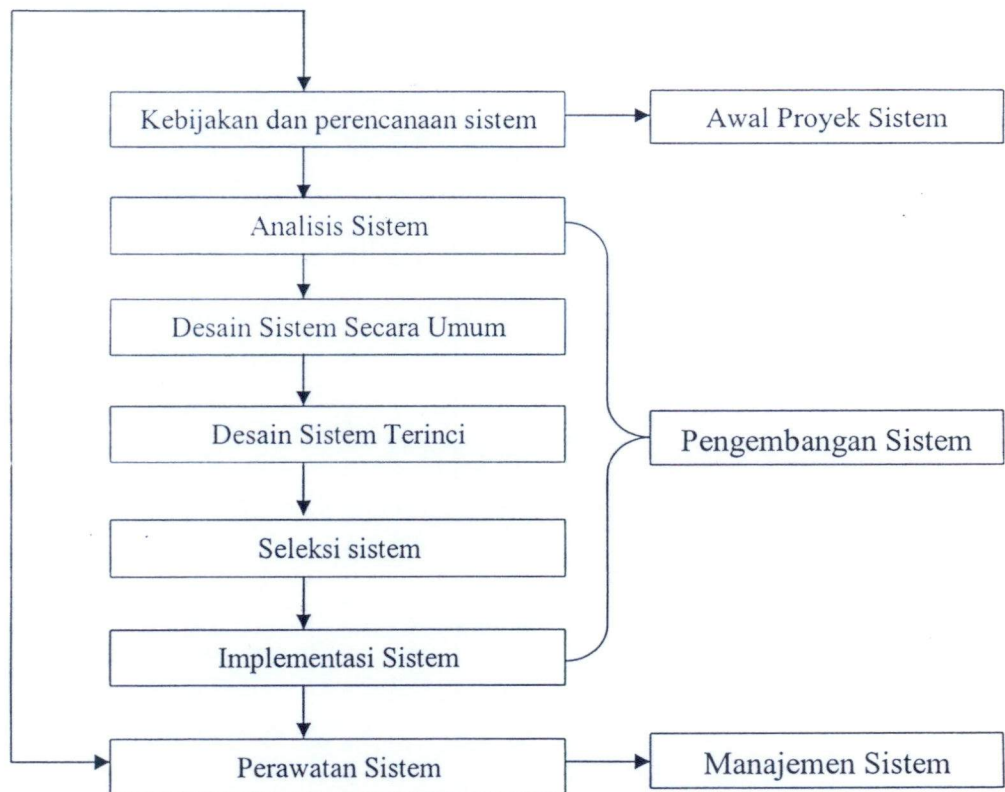 Kebijakan dan perencanaan sistem
Awal Proyek Sistem
Analisis Sistem
Desain Sistem Secara Umum
Desain Sistem Terinci
Pengembangan Sistem
Seleksi sistem
Implementasi Sistem
Perawatan Sistem
Manajemen Sistem